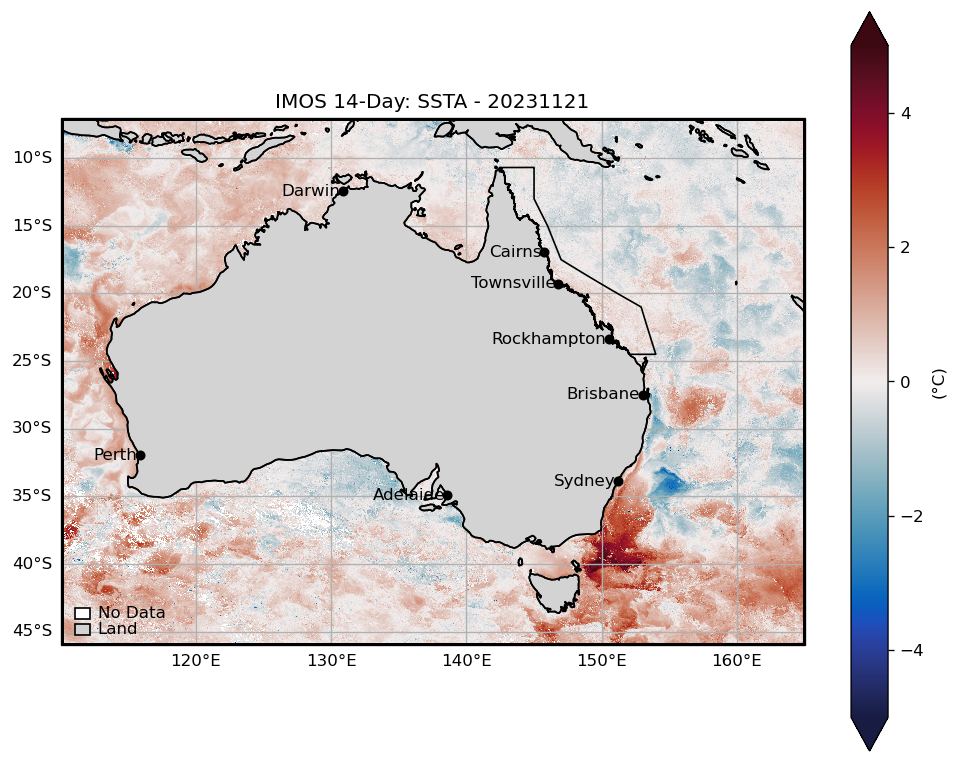 IMOS 14-Day: SSTA - 20231121
10°S
15°S
20°S
25°S
30°S
35°S
40°S
45°S
Darwin
Cairns
Townsville
Rockhampton
Brisbane
Perth
Sydney
Adelaide
No Data
Land
120°E
130°E
140°E
150°E
160°E
4
2
0
−2
−4
(°C)